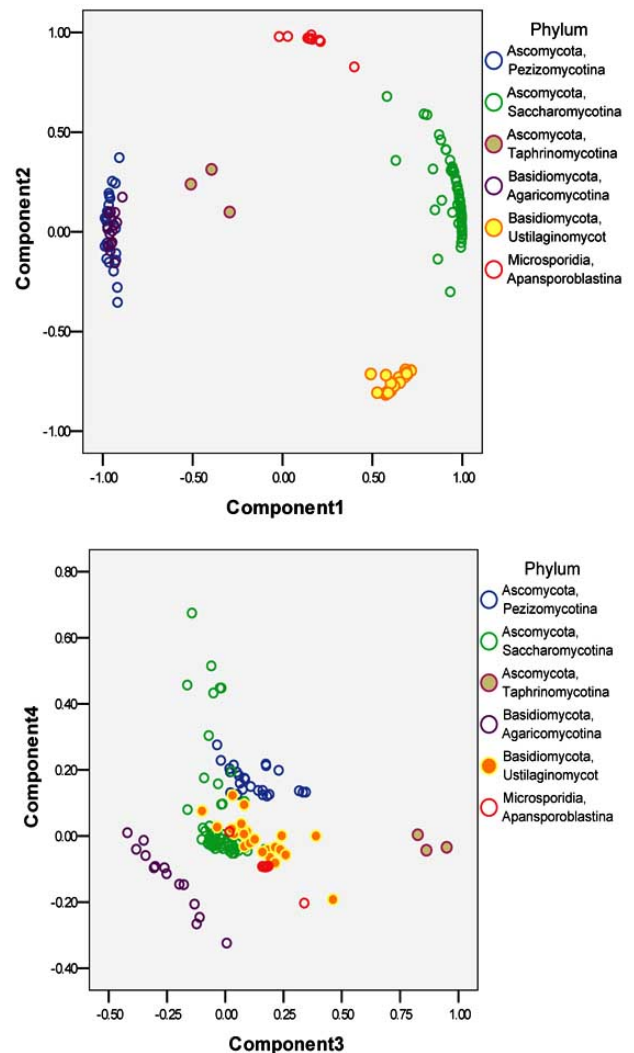 Phylum
Ascomycota,
Pezizomycotina
Ascomycota,
Saccharomycotina
Ascomycota,
Taphrinomycotina
Basidiomycota,
Agaricomycotina
Basidiomycota,
Ustilaginomycot
Microsporidia,
Apansporoblastina
Component2
1.00
0.50
0.00
-0.50
-1.00
-1.00 -0.50 0.00 0.50 1.00
Component1
Phylum
Ascomycota,
Pezizomycotina
Ascomycota,
Saccharomycotina
Ascomycota,
Taphrinomycotina
Basidiomycota,
Agaricomycotina
Basidiomycota,
Ustilaginomycot
Microsporidia,
Apansporoblastina
Component4
0.80
0.60
0.40
0.20
0.00
-0.20
-0.40
-0.50 -0.25 0.00 0.25 0.50 0.75 1.00
Component3